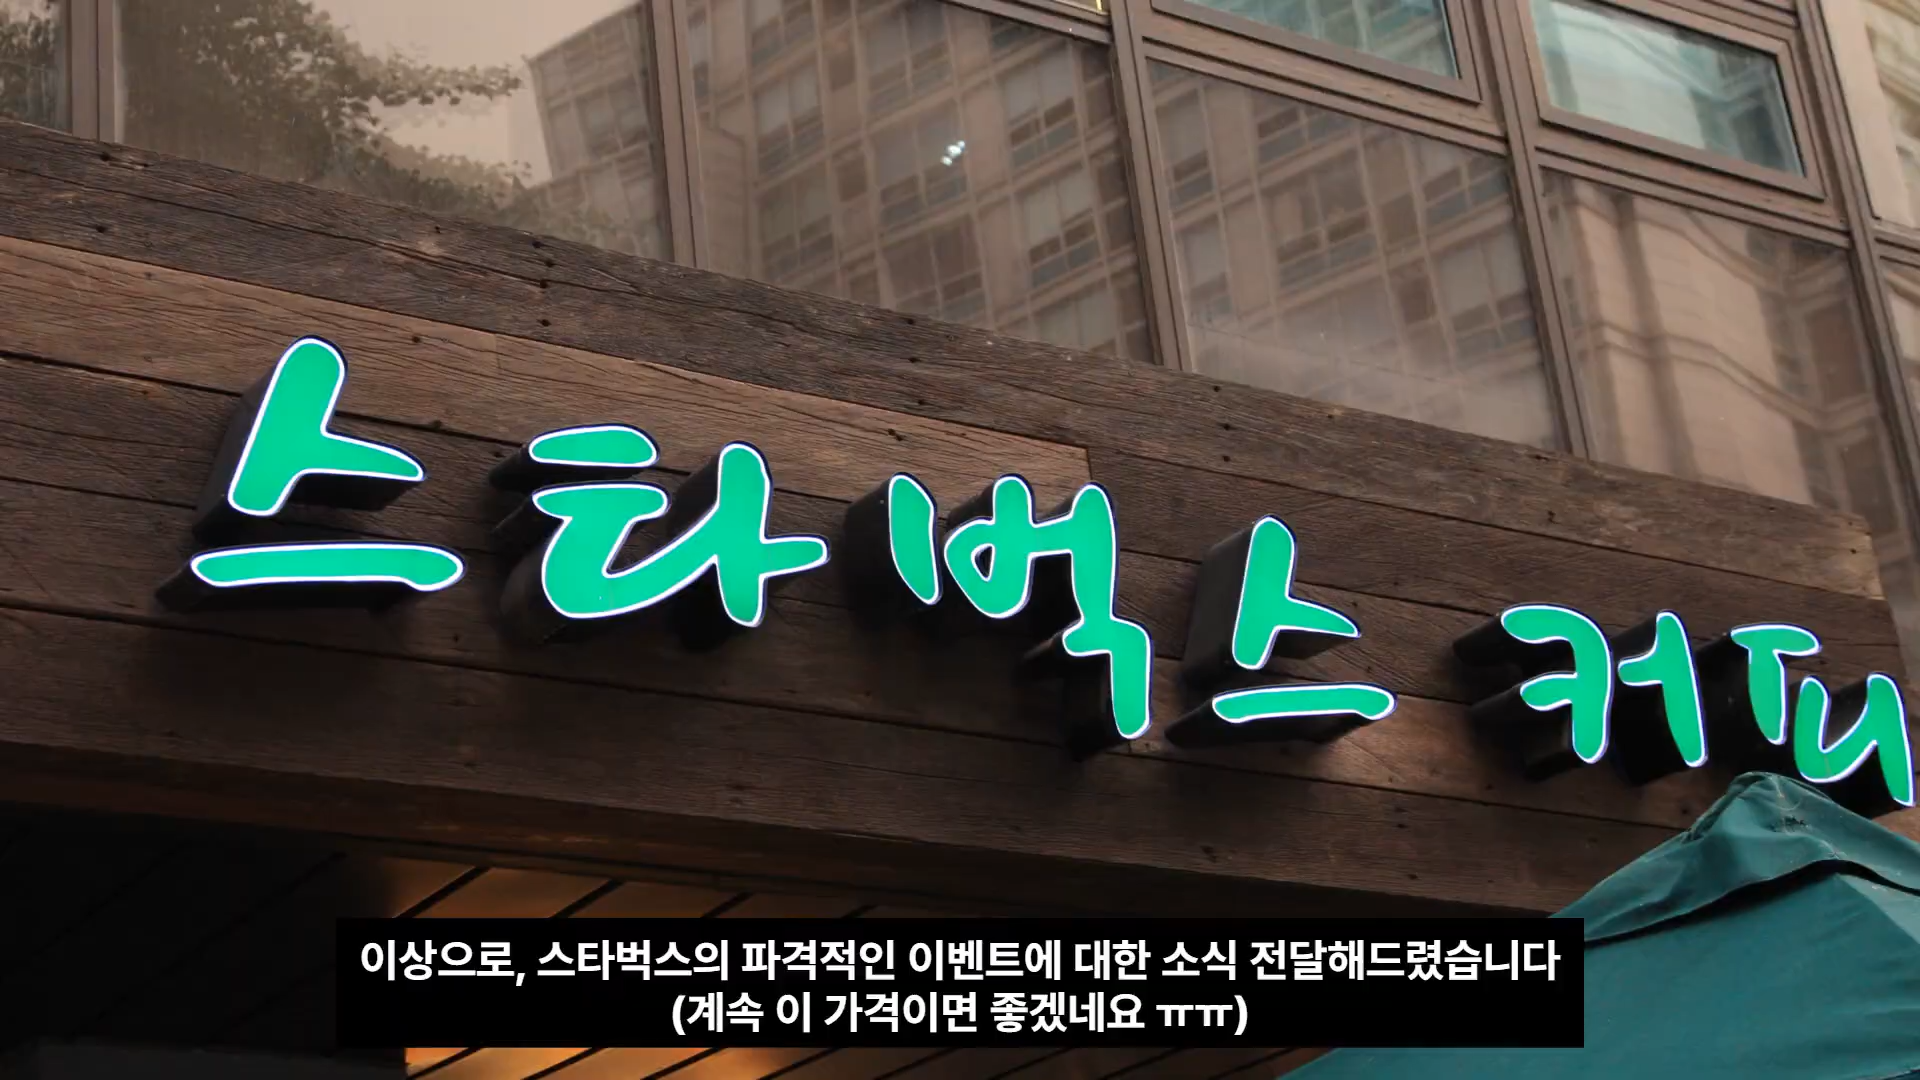 스타벅스 커피
이상으로, 스타벅스의 파격적인 이벤트에 대한 소식 전달해드렸습니다
(계속 이 가격이면 좋겠네요 ㅠㅠ)